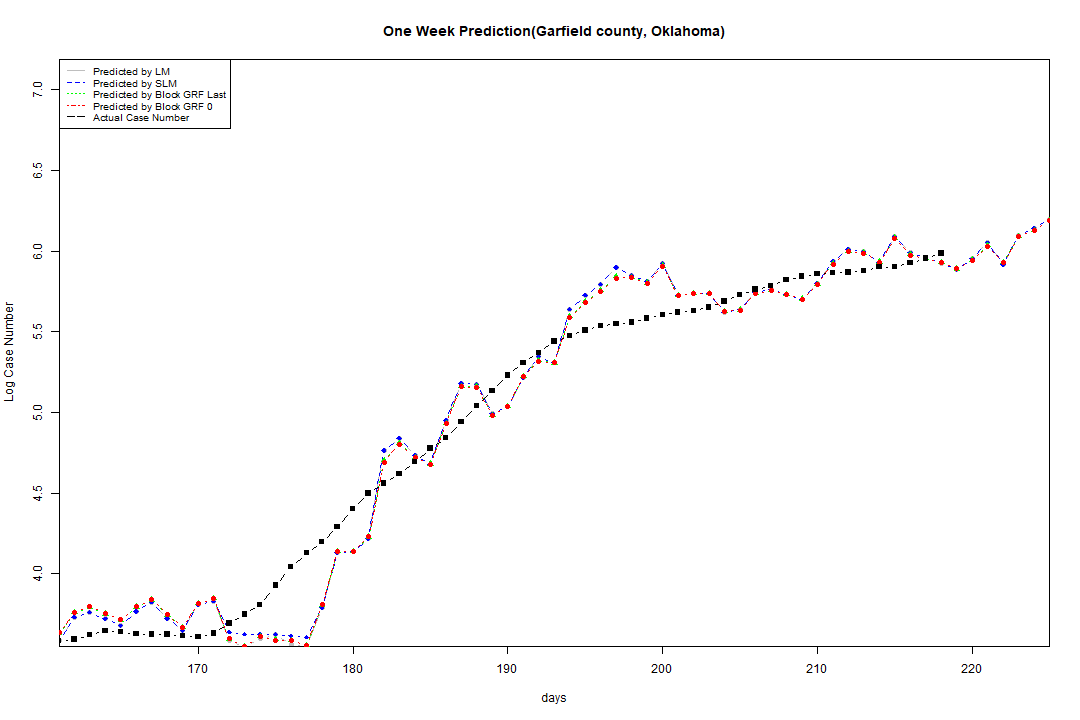 One Week Prediction(Garfield county, Oklahoma)
Predicted by LM
Predicted by SLM
Predicted by Block GRF Last
Predicted by Block GRF 0
Actual Case Number
7.0
6.5
6.0
5.5
5.0
4.5
4.0
Log Case Number
170 180 190 200 210 220
days